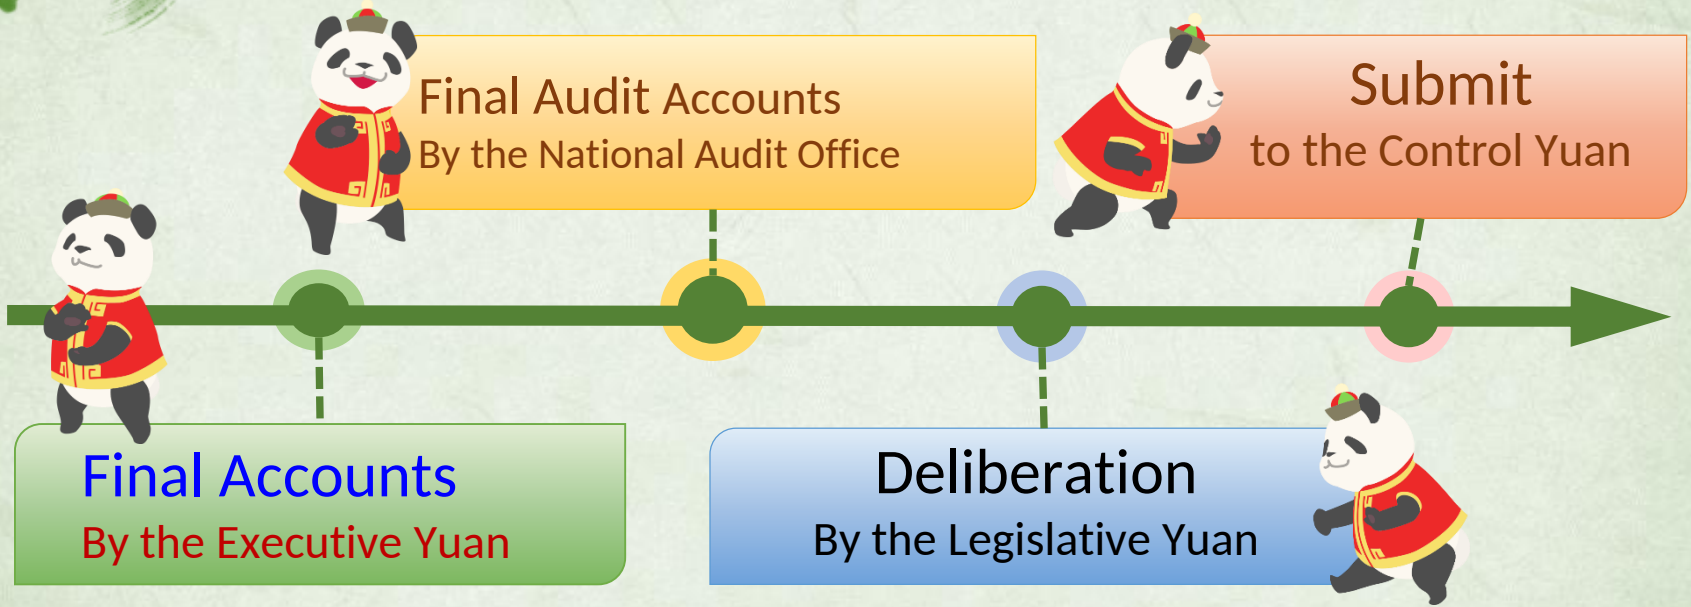 Final Audit Accounts
By the National Audit Office
Submit
to the Control Yuan
Final Accounts
By the Executive Yuan
Deliberation
By the Legislative Yuan